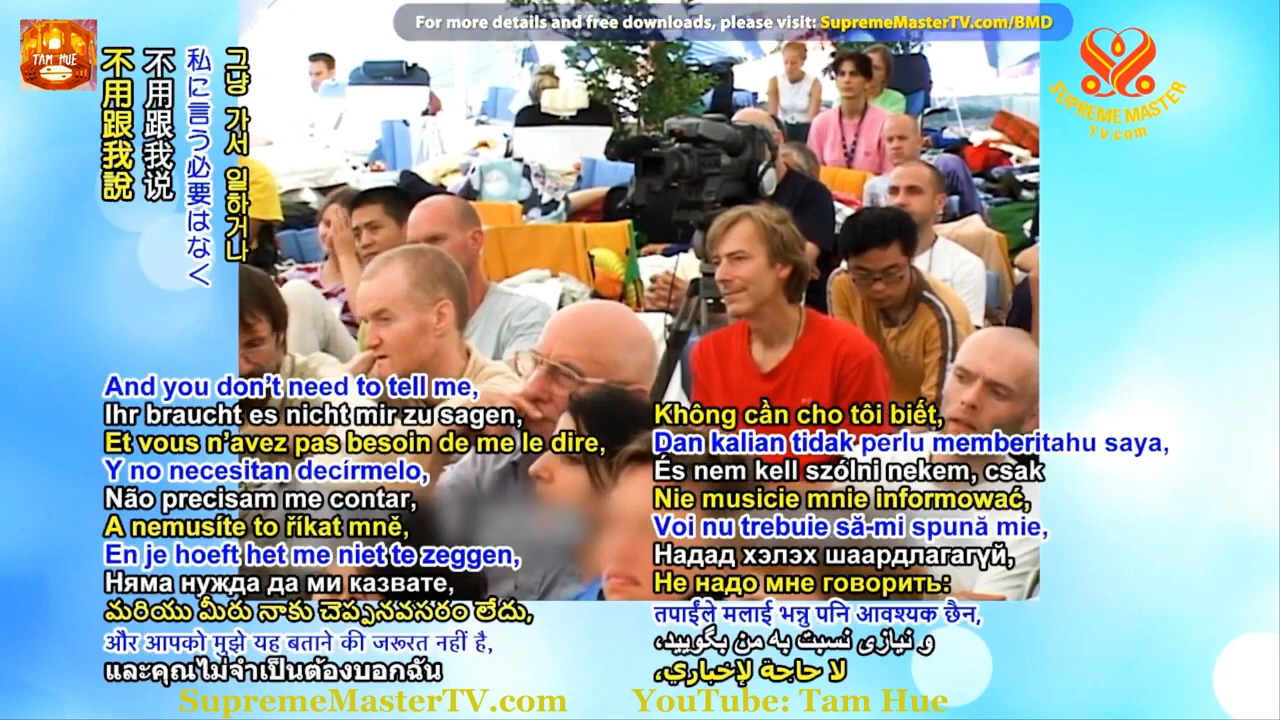 For more details and free downloads, please visit: SupremeMasterTV.com/BMD
TAM HUE
SUPREME MASTER
TV.com
그냥 가서 일하거나
私に言う必要はなく
不用跟我说
不用跟我說
And you don't need to tell me,
Ihr braucht es nicht mir zu sagen,
Et vous n'avez pas besoin de me le dire,
Y no necesitan decírmelo,
Não precisam me contar,
A nemusíte to říkat mně,
En je hoeft het me niet te zeggen,
Няма нужда да ми казвате,
మరియు మీరు నాకు చెప్పనవసరం లేదు,
और आपको मुझे यह बताने की जरूरत नहीं है,
และคุณไม่จำเป็นต้องบอกฉัน
Không cần cho tôi biết,
Dan kalian tidak perlu memberitahu saya,
És nem kell szólni nekem, csak
Nie musicie mnie informować,
Voi nu trebuie să-mi spună mie,
Надад хэлэх шаардлагагүй,
Не надо мне говорить:
तपाईंले मलाई भन्नु पनि आवश्यक छैन,
و نیازی نسبت به من بگویید،
لا حاجة لإخباري،
SupremeMasterTV.com
YouTube: Tam Hue